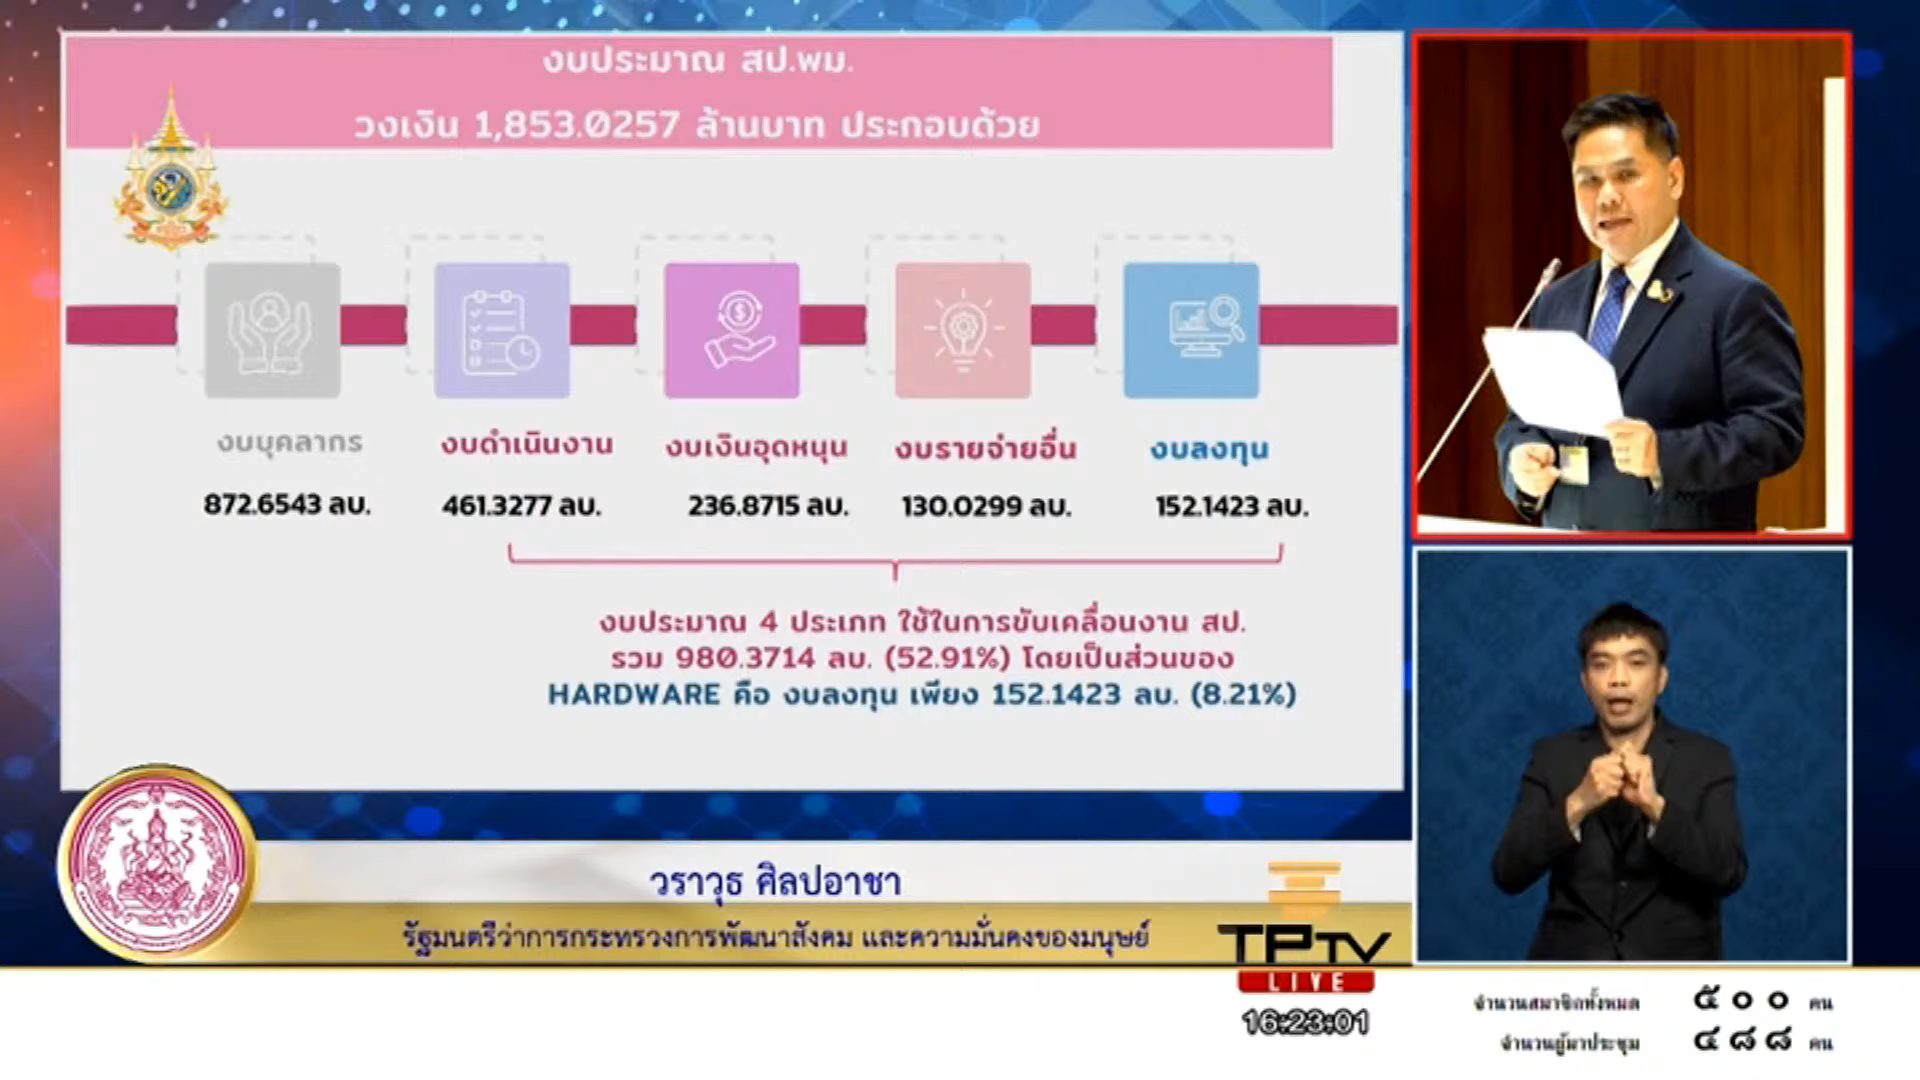 งบประมาณ สป.พม.
วงเงิน 1,853.0257 ล้านบาท ประกอบด้วย
งบบุคลากร
งบดำเนินงาน
งบเงินอุดหนุน
งบรายจ่ายอื่น
งบลงทุน
872.6543 ลบ.
461.3277 ลบ.
236.8715 ลบ.
130.0299 ลบ.
152.1423 ลบ.
งบประมาณ 4 ประเภท ใช้ในการขับเคลื่อนงาน สป.
รวม 980.3714 ลบ. (52.91%) โดยเป็นส่วนของ
HARDWARE คือ งบลงทุน เพียง 152.1423 ลบ. (8.21%)
วราวุธ ศิลปอาชา
รัฐมนตรีว่าการกระทรวงการพัฒนาสังคม และความมั่นคงของมนุษย์
TPTV
LIVE
16:23:01
จำนวนสมาชิกทั้งหมด ๕๐๐ คน
จำนวนผู้มาประชุม ๔๘๘ คน